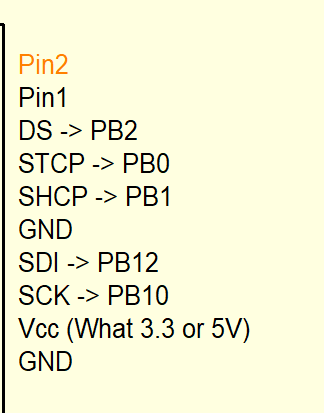 Pin2
Pin1
DS -> PB2
STCP -> PB0
SHCP -> PB1
GND
SDI -> PB12
SCK -> PB10
Vcc (What 3.3 or 5V)
GND